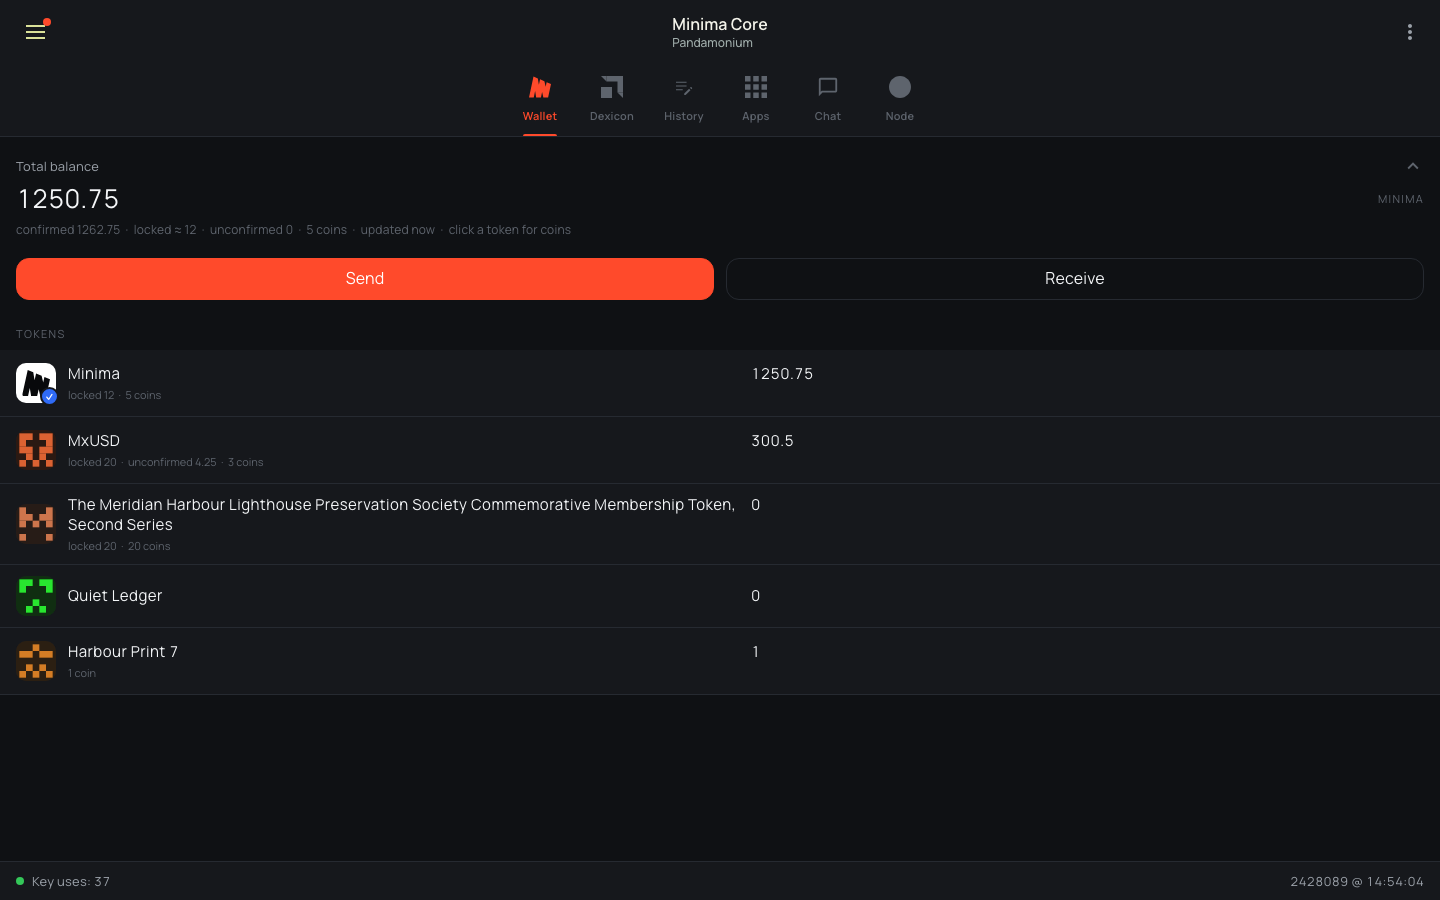 Minima Core
Pandamonium
Wallet
Dexicon
History
Apps
Chat
Node
Total balance
1250.75
MINIMA
confirmed 1262.75 · locked ≈ 12 · unconfirmed 0 · 5 coins · updated now · click a token for coins
Send
Receive
TOKENS
Minima
1250.75
locked 12 · 5 coins
MxUSD
300.5
locked 20 · unconfirmed 4.25 · 3 coins
The Meridian Harbour Lighthouse Preservation Society Commemorative Membership Token,
0
Second Series
locked 20 · 20 coins
Quiet Ledger
0
Harbour Print 7
1
1 coin
Key uses: 37
2428089 @ 14:54:04